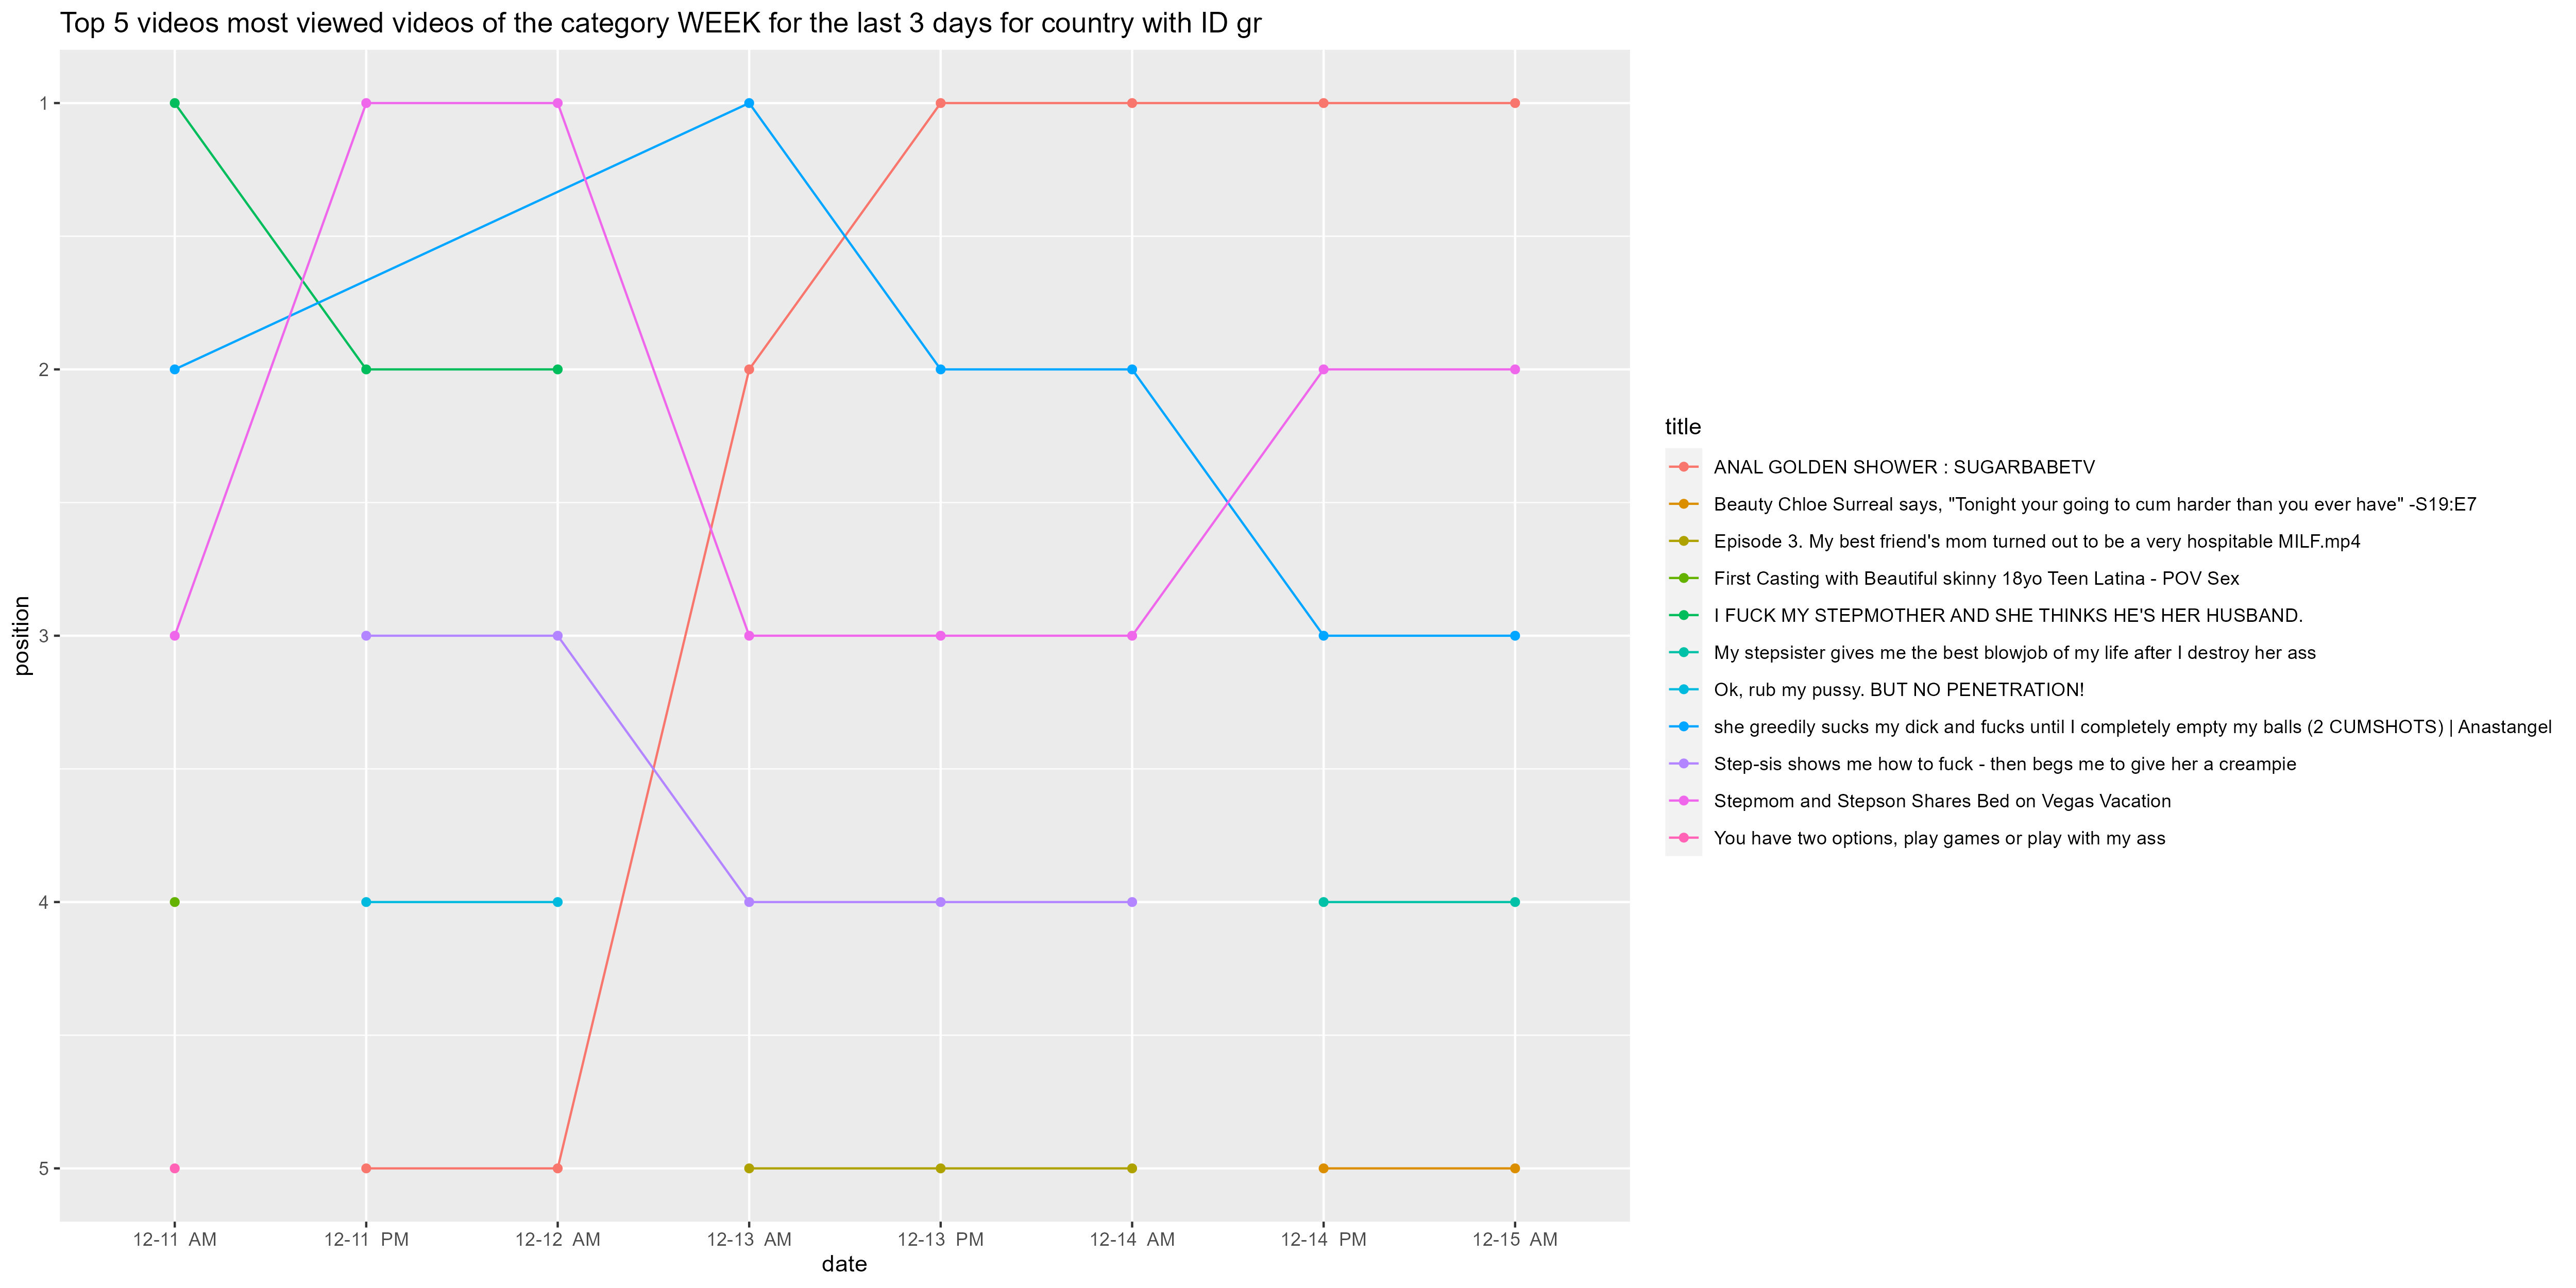 Top 5 videos most viewed videos of the category WEEK for the last 3 days for country with ID gr
position
1
2
3
4
5
12-11 AM
12-11 PM
12-12 AM
12-13 AM
12-13 PM
12-14 AM
12-14 PM
12-15 AM
date
title
ANAL GOLDEN SHOWER : SUGARBABETV
Beauty Chloe Surreal says, "Tonight your going to cum harder than you ever have" -S19:E7
Episode 3. My best friend's mom turned out to be a very hospitable MILF.mp4
First Casting with Beautiful skinny 18yo Teen Latina - POV Sex
I FUCK MY STEPMOTHER AND SHE THINKS HE'S HER HUSBAND.
My stepsister gives me the best blowjob of my life after I destroy her ass
Ok, rub my pussy. BUT NO PENETRATION!
she greedily sucks my dick and fucks until I completely empty my balls (2 CUMSHOTS) | Anastangel
Step-sis shows me how to fuck - then begs me to give her a creampie
Stepmom and Stepson Shares Bed on Vegas Vacation
You have two options, play games or play with my ass